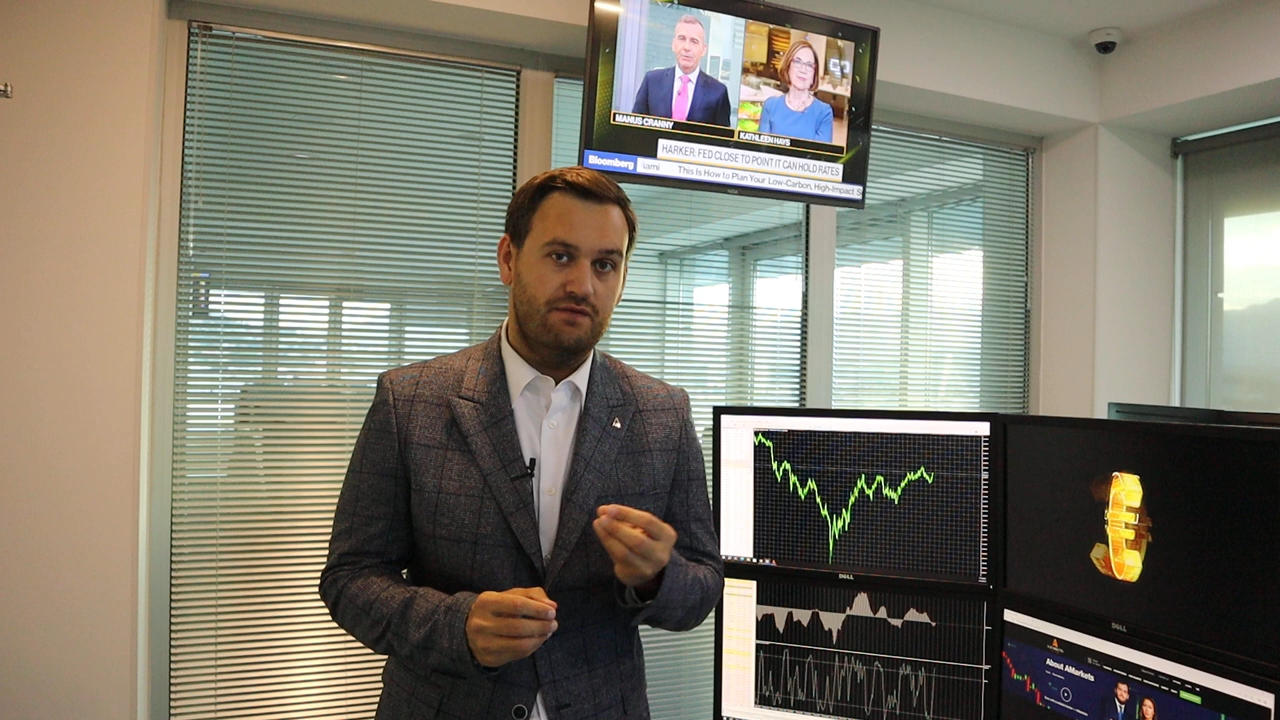 MANUS CRANNY
KATHLEEN HAYS
HARKER: FED CLOSE TO POINT IT CAN HOLD RATES
Bloomberg
iami This Is How to Plan Your Low-Carbon, High-Impact S
DELL
DELL
About AMarkets